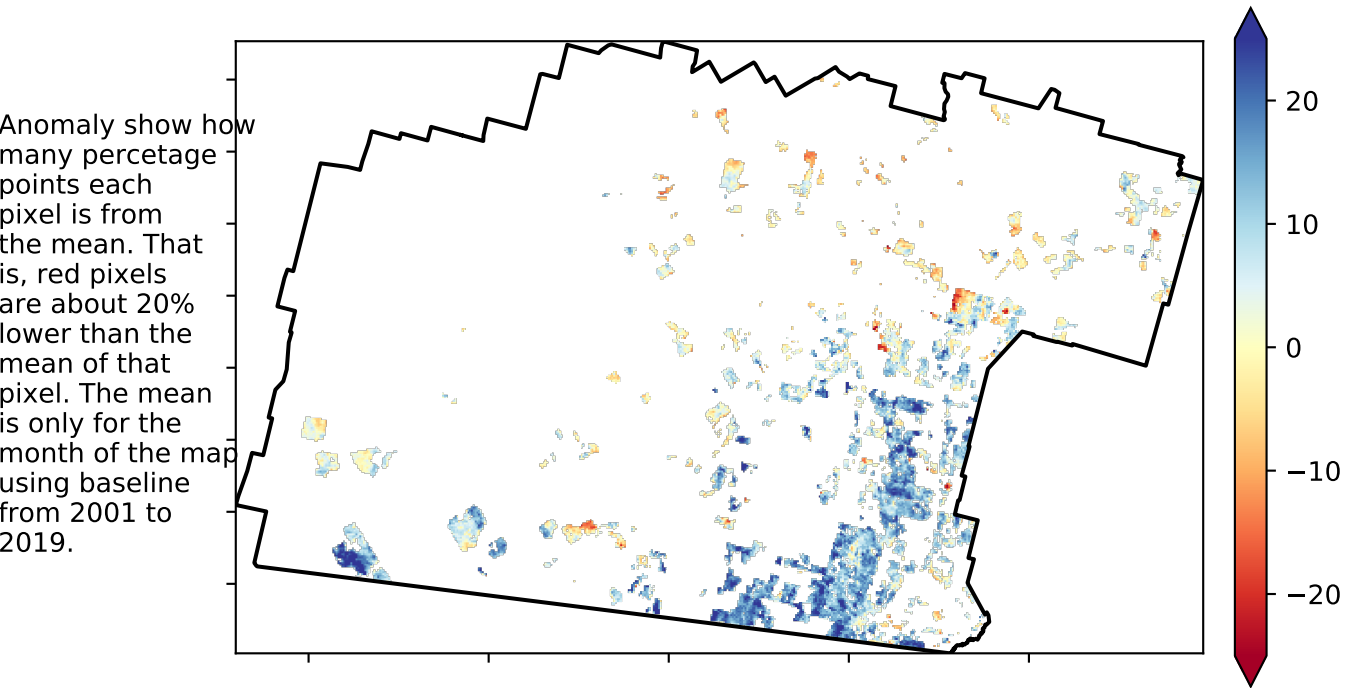 Anomaly show how
many percetage
points each
pixel is from
the mean. That
is, red pixels
are about 20%
lower than the
mean of that
pixel. The mean
is only for the
month of the map
using baseline
from 2001 to
2019.
20
10
0
−10
−20